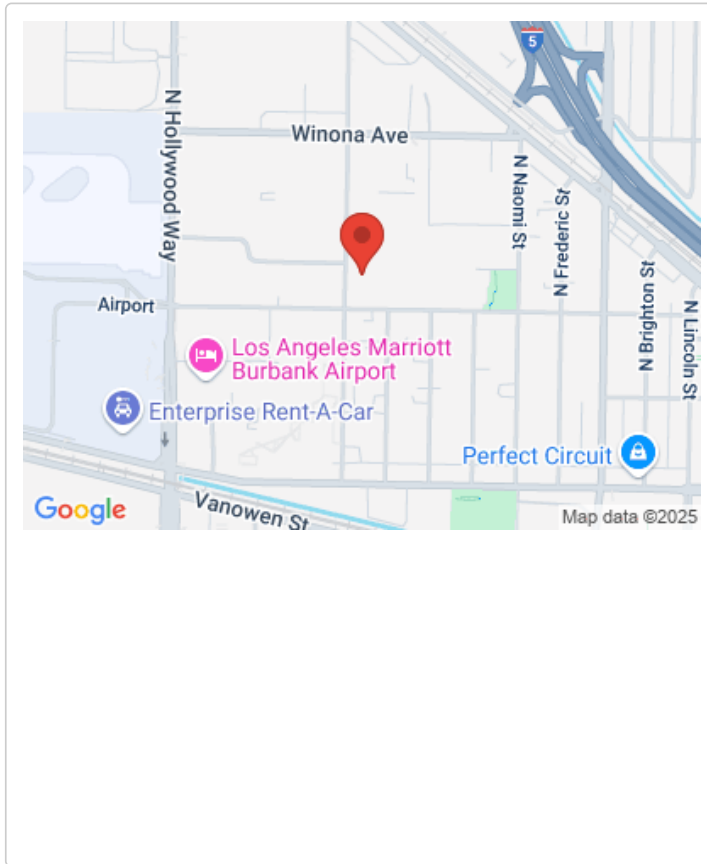 5
N Hollywood Way
Winona Ave
N Naomi St
N Frederic St
N Brighton St
N Lincoln St
Airport
Los Angeles Marriott
Burbank Airport
Enterprise Rent-A-Car
Perfect Circuit
Vanowen St
Google
Map data ©2025